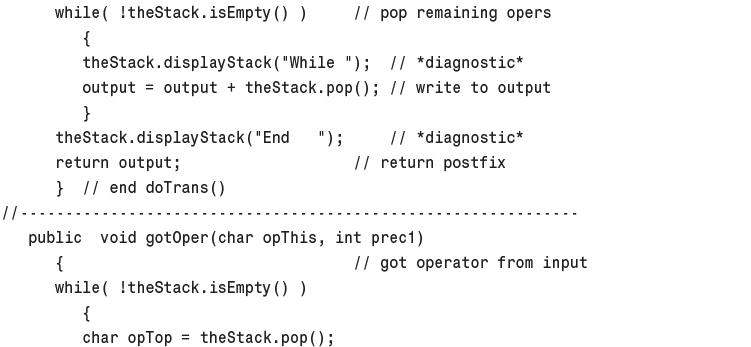 while( !theStack.isEmpty() )     // pop remaining opers
{
theStack.displayStack("While ");  // *diagnostic*
output = output + theStack.pop(); // write to output
}
theStack.displayStack("End   ");     // *diagnostic*
return output;                   // return postfix
}  // end doTrans()
//--------------------------------------------------------------
public  void gotOper(char opThis, int prec1)
{                                // got operator from input
while( !theStack.isEmpty() )
{
char opTop = theStack.pop();